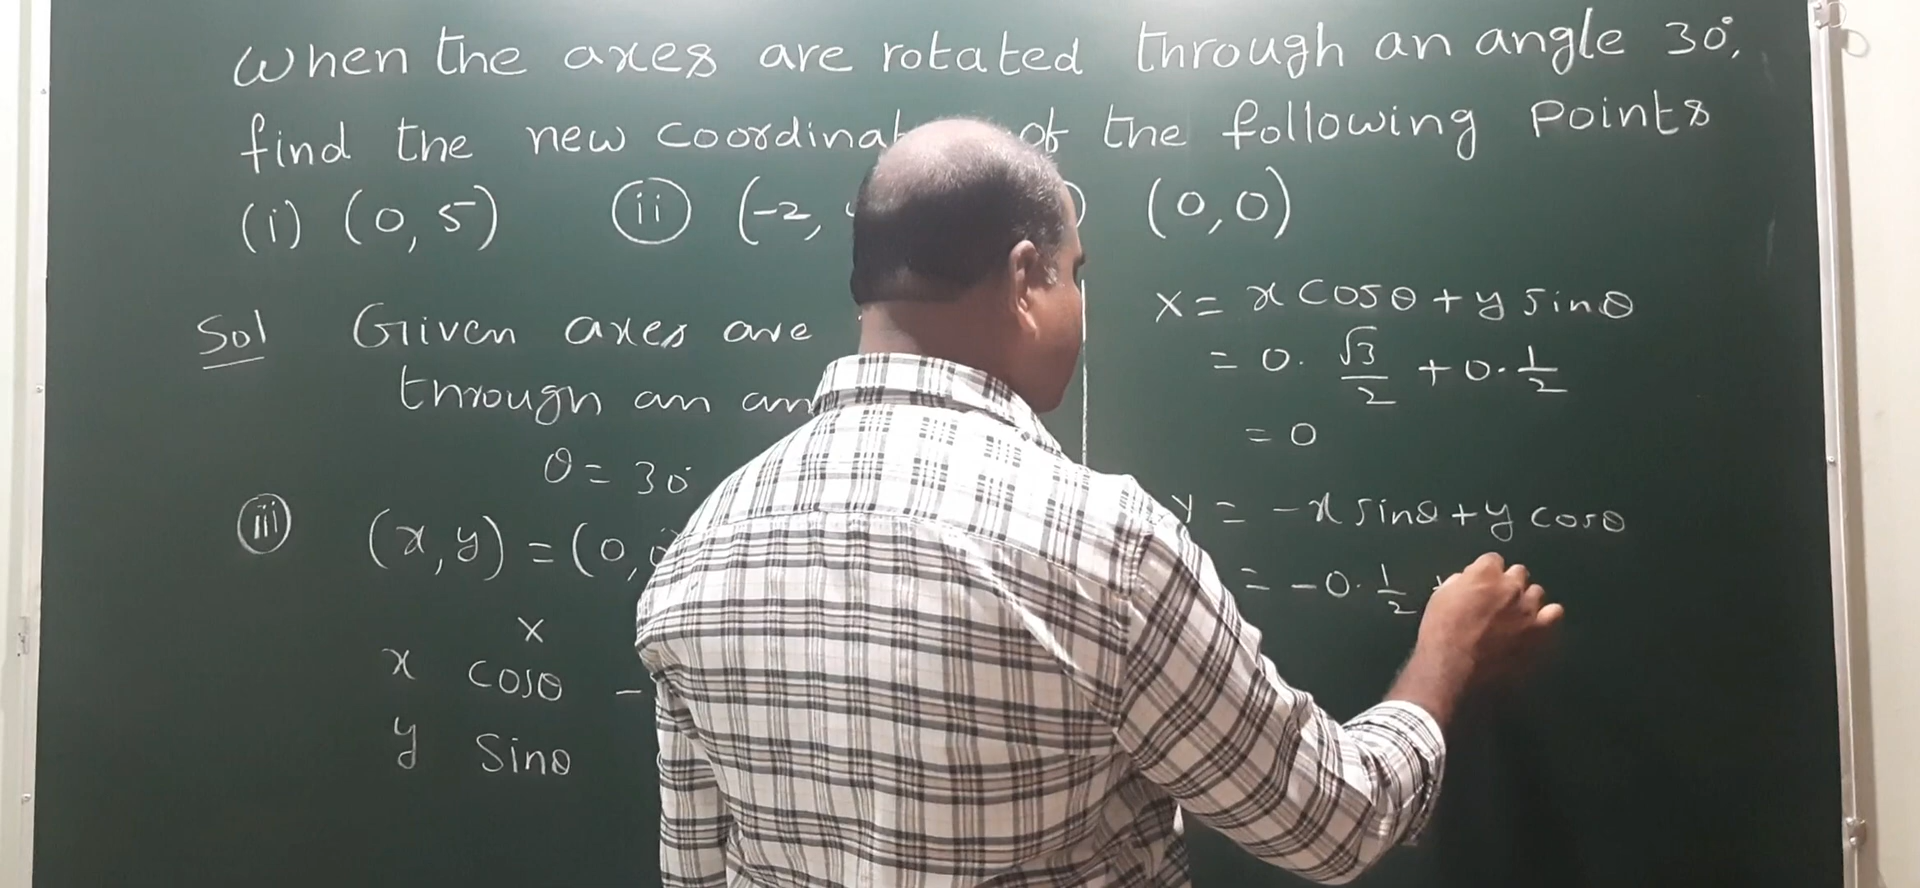 when the axes are rotated through an angle 30°,
find the new coordina of the following points
(i) (0, 5) (ii) (-2, (0,0)
Sol Given axes are
through an an
θ = 30°
(iii) (x, y) = (0,
X
x cosθ -
y sinθ
X = x cosθ + y sinθ
= 0. √3/2 + 0. 1/2
= 0
Y = -x sinθ + y cosθ
= -0. 1/2 +